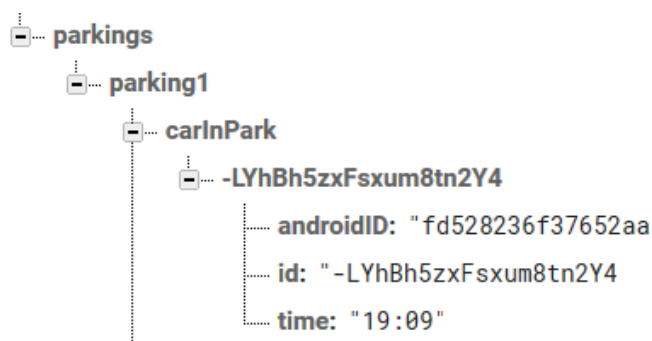 parkings
parking1
carInPark
-LYhBh5zxFsxum8tn2Y4
androidID: "fd528236f37652aa
id: "-LYhBh5zxFsxum8tn2Y4
time: "19:09"